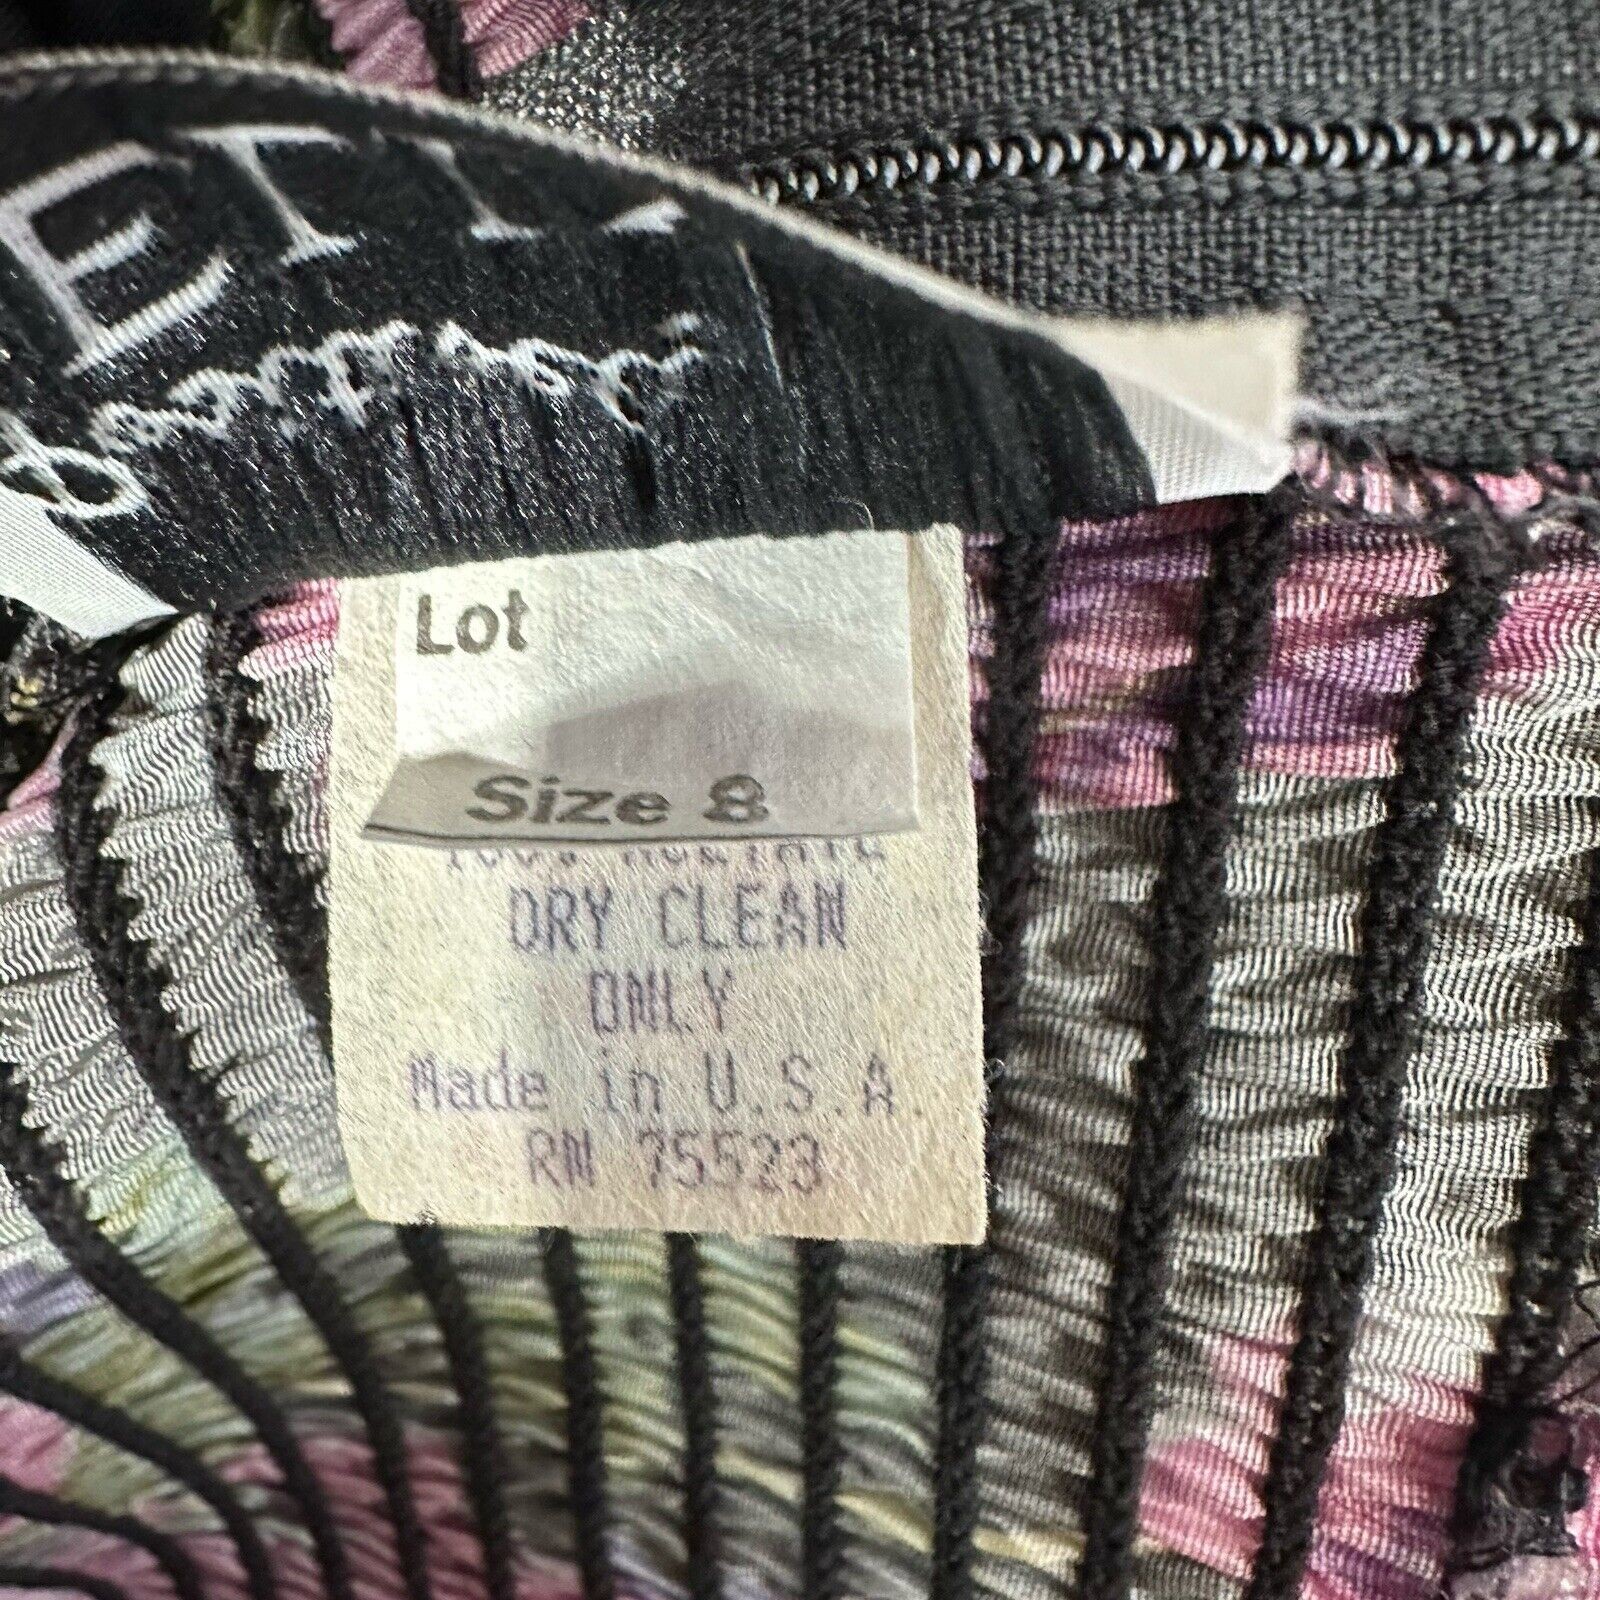 Lot
Size 8
DRY CLEAN
ONLY
Made in U.S.A.
RN 75523